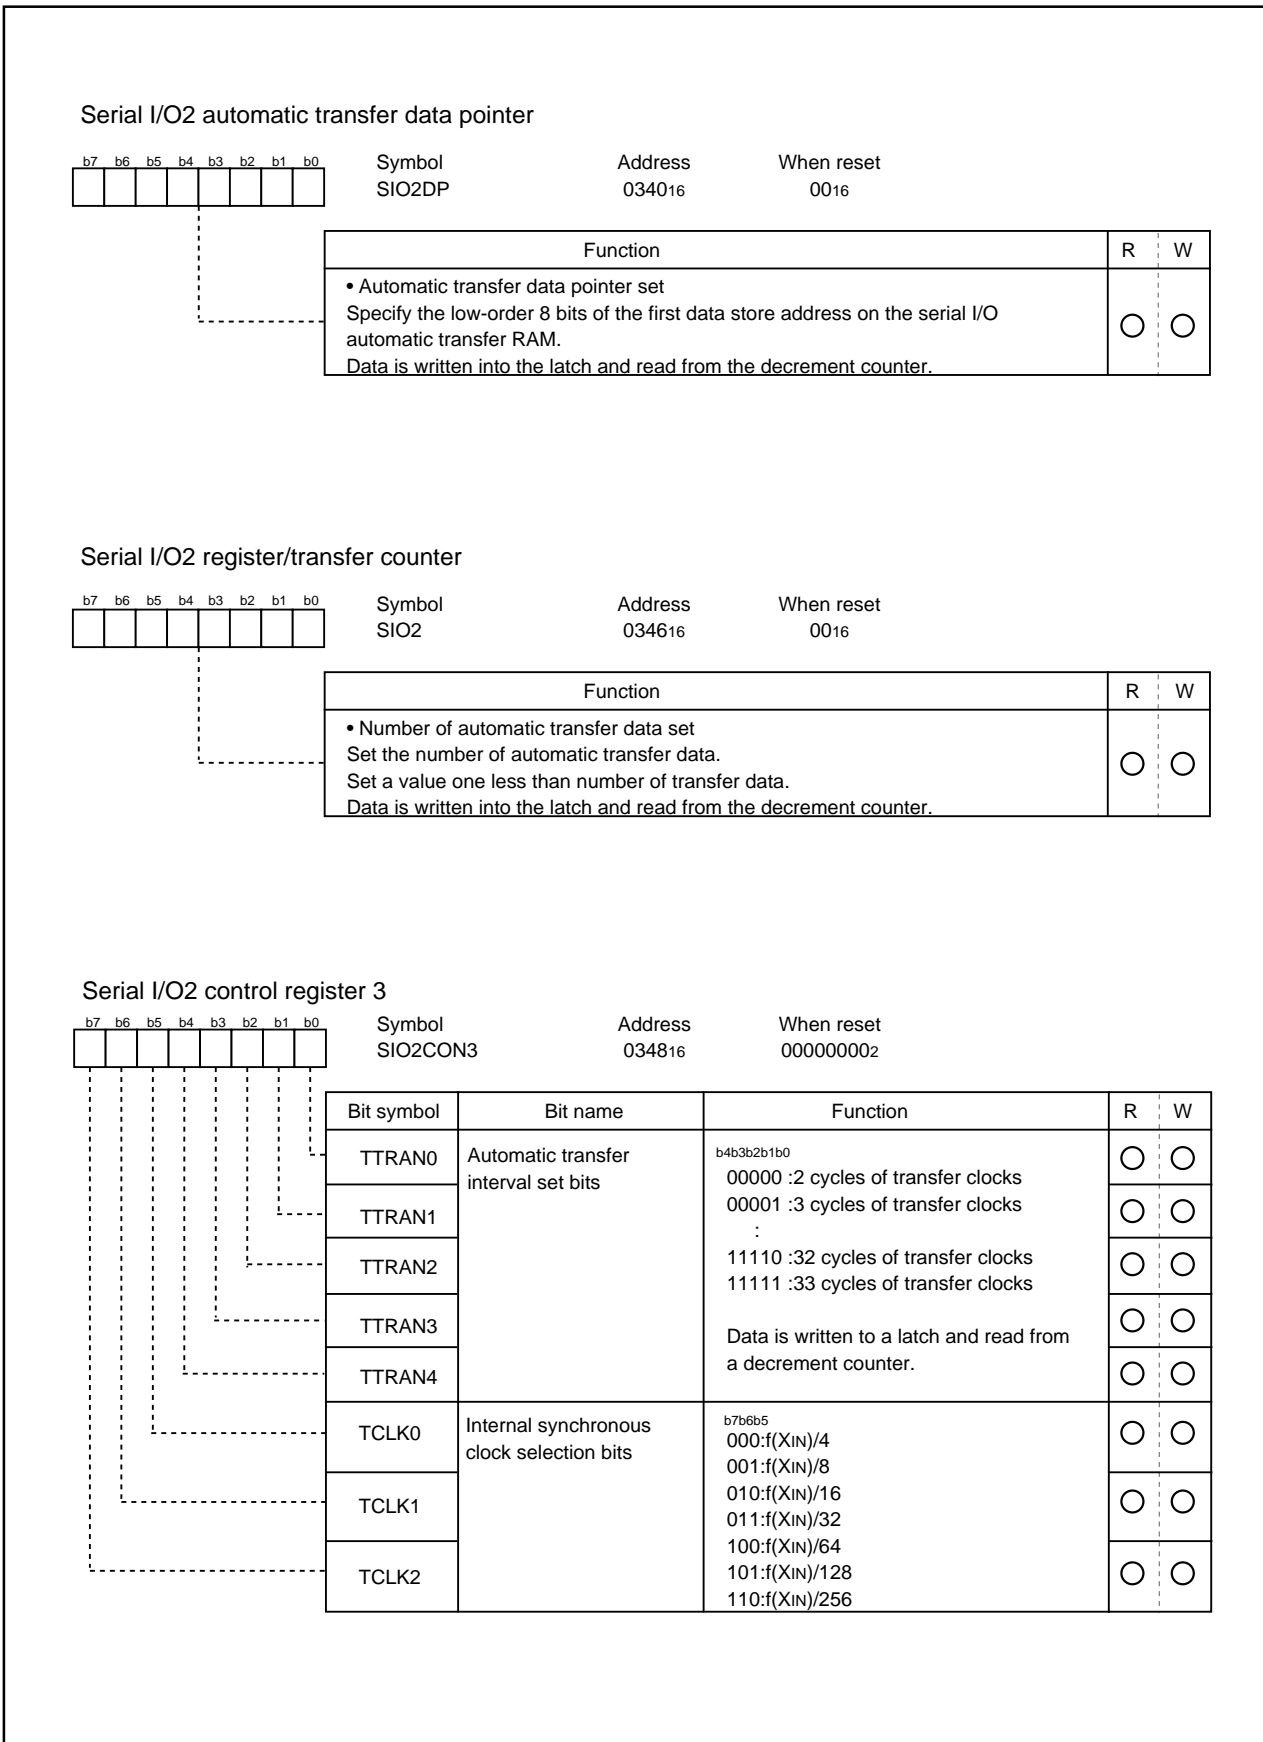 Serial I/O2 automatic transfer data pointer
b7 b6 b5 b4 b3 b2 b1 b0
Symbol Address When reset
SIO2DP 034016 0016
Function R W
• Automatic transfer data pointer set
Specify the low-order 8 bits of the first data store address on the serial I/O
automatic transfer RAM.
Data is written into the latch and read from the decrement counter.
Serial I/O2 register/transfer counter
b7 b6 b5 b4 b3 b2 b1 b0
Symbol Address When reset
SIO2 034616 0016
Function R W
• Number of automatic transfer data set
Set the number of automatic transfer data.
Set a value one less than number of transfer data.
Data is written into the latch and read from the decrement counter.
Serial I/O2 control register 3
b7 b6 b5 b4 b3 b2 b1 b0
Symbol Address When reset
SIO2CON3 034816 000000002
Bit symbol Bit name Function R W
TTRAN0
TTRAN1
TTRAN2
TTRAN3
TTRAN4
Automatic transfer
interval set bits
b4b3b2b1b0
00000 :2 cycles of transfer clocks
00001 :3 cycles of transfer clocks
:
11110 :32 cycles of transfer clocks
11111 :33 cycles of transfer clocks
Data is written to a latch and read from
a decrement counter.
TCLK0
TCLK1
TCLK2
Internal synchronous
clock selection bits
b7b6b5
000:f(XIN)/4
001:f(XIN)/8
010:f(XIN)/16
011:f(XIN)/32
100:f(XIN)/64
101:f(XIN)/128
110:f(XIN)/256